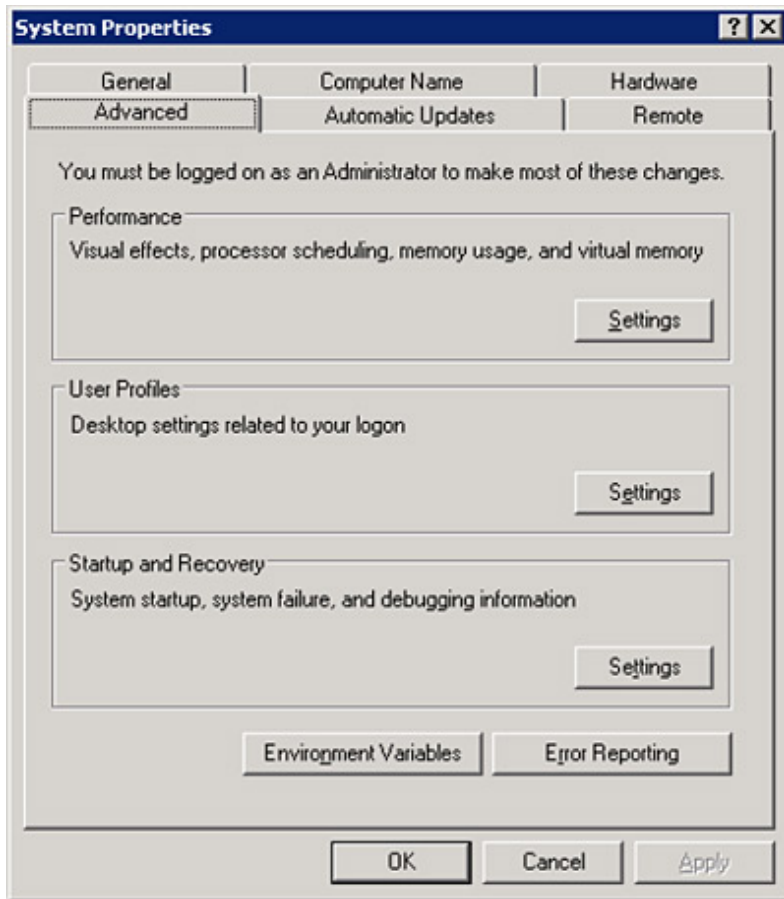 System Properties
General Computer Name Hardware
Advanced Automatic Updates Remote
You must be logged on as an Administrator to make most of these changes.
Performance
Visual effects, processor scheduling, memory usage, and virtual memory
Settings
User Profiles
Desktop settings related to your logon
Settings
Startup and Recovery
System startup, system failure, and debugging information
Settings
Environment Variables Error Reporting
OK Cancel Apply